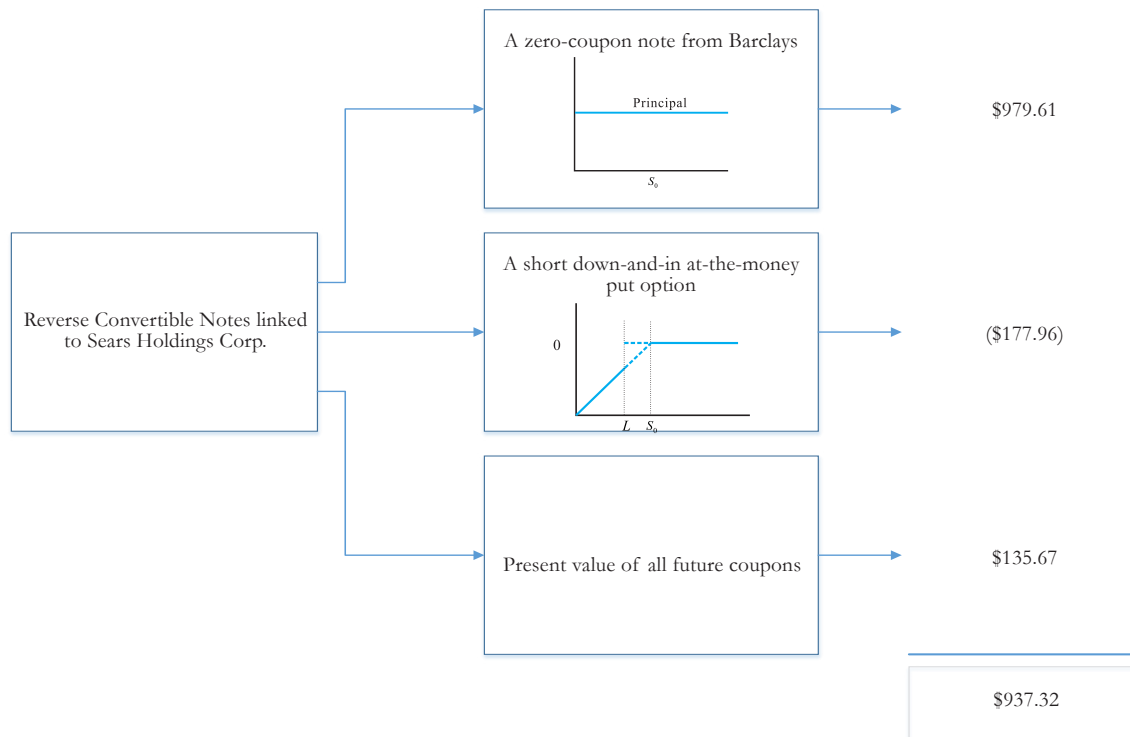 A zero-coupon note from Barclays
Principal
S₀
$979.61
Reverse Convertible Notes linked
to Sears Holdings Corp.
A short down-and-in at-the-money
put option
0
L S₀
($177.96)
Present value of all future coupons
$135.67
$937.32